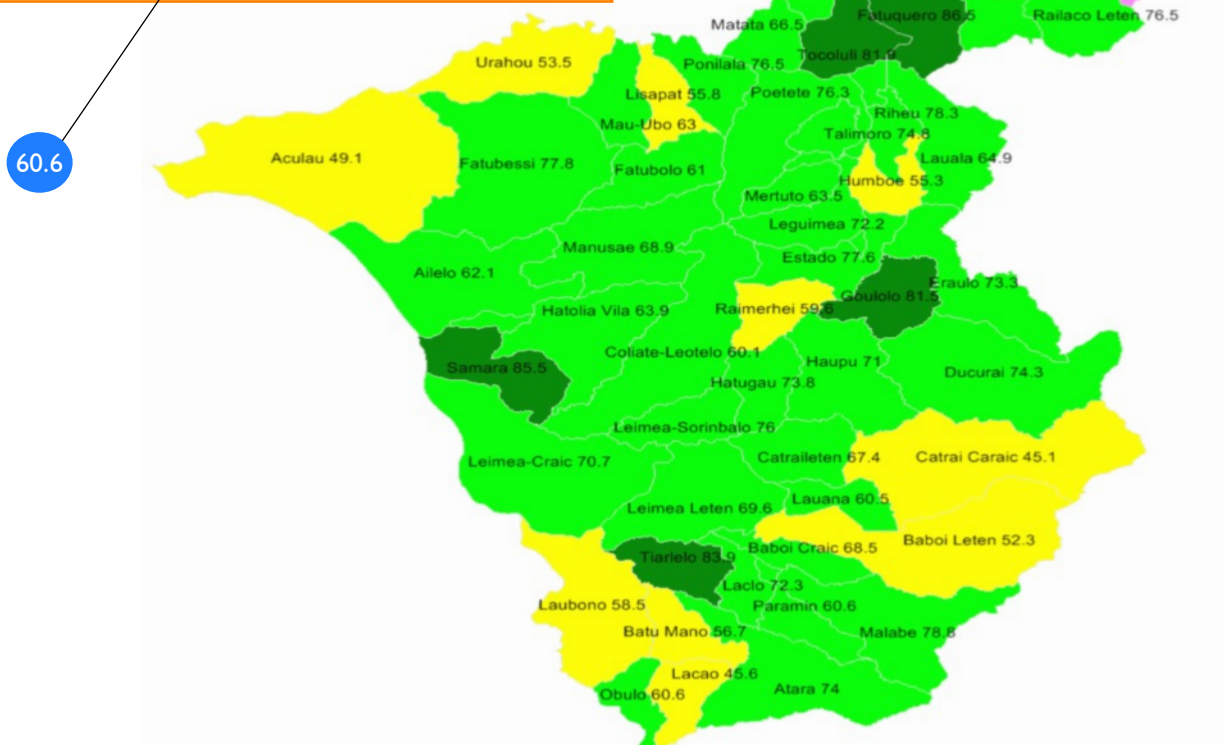 Matata 66.5
Fatuquero 86.5
Railaco Leten 76.5
Tocoluli 81.9
Urahou 53.5
Ponilala 76.5
Lisapat 55.8
Poetete 76.3
Riheu 78.3
Mau-Ubo 63
Talimoro 74.8
Aculau 49.1
Fatubessi 77.8
Fatubolo 61
Lauala 64.9
60.6
Humboe 55.3
Mertuto 63.5
Leguimea 72.2
Manusae 68.9
Estado 77.6
Ailelo 62.1
Eraulo 73.3
Goulolo 81.5
Hatolia Vila 63.9
Raimerhei 59.6
Coliate-Leotelo 60.1
Haupu 71
Samara 85.5
Ducurai 74.3
Hatugau 73.8
Leimea-Sorinbalo 76
Leimea-Craic 70.7
Catraileten 67.4
Catrai Caraic 45.1
Lauana 60.5
Leimea Leten 69.6
Baboi Leten 52.3
Baboi Craic 68.5
Tiarlelo 83.9
Laclo 72.3
Laubono 58.5
Paramin 60.6
Batu Mano 56.7
Malabe 78.8
Lacao 45.6
Atara 74
Obulo 60.6